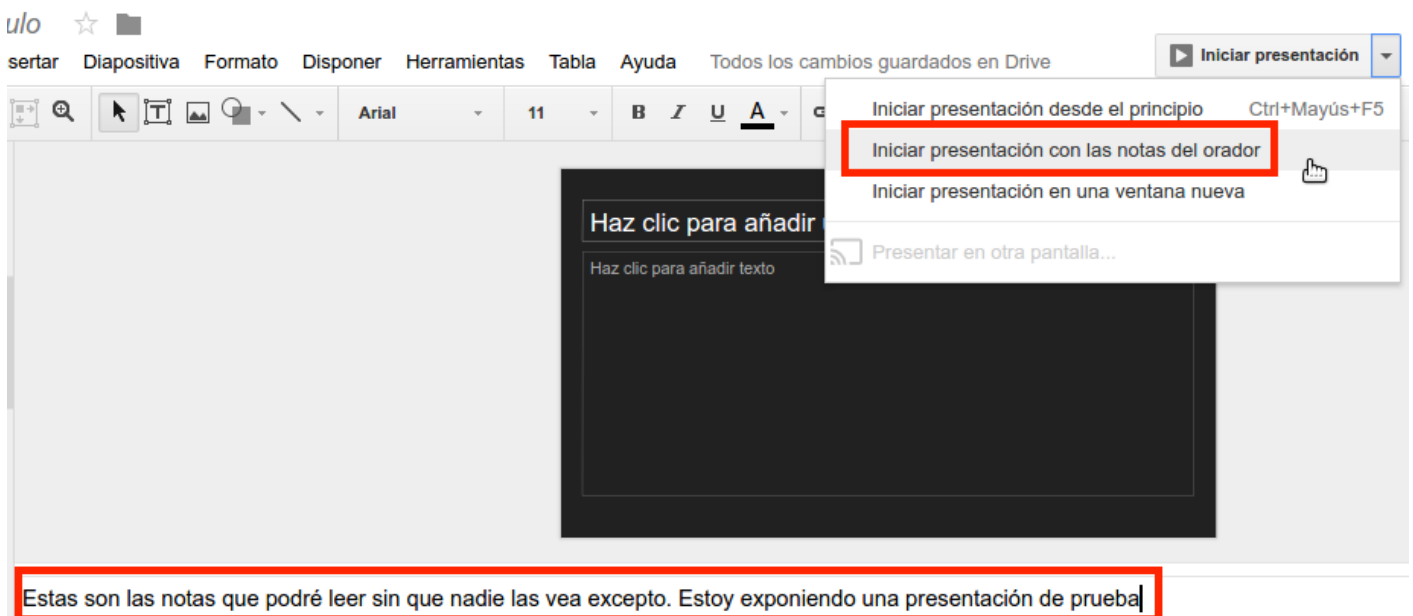 ulo
sertar Diapositiva Formato Disponer Herramientas Tabla Ayuda Todos los cambios guardados en Drive Iniciar presentación
Arial 11 B I U A
Iniciar presentación desde el principio Ctrl+Mayús+F5
Iniciar presentación con las notas del orador
Iniciar presentación en una ventana nueva
Presentar en otra pantalla...
Haz clic para añadir
Haz clic para añadir texto
Estas son las notas que podré leer sin que nadie las vea excepto. Estoy exponiendo una presentación de prueba